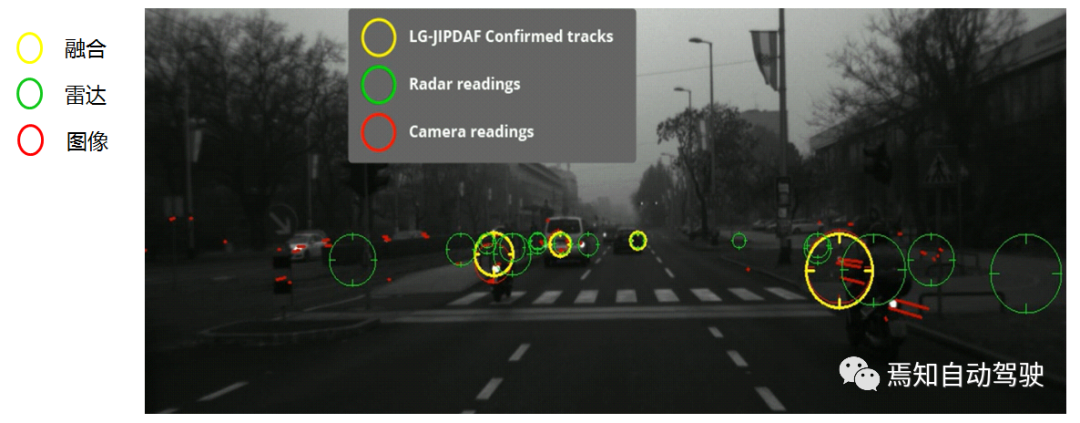 融合
雷达
图像
LG-JIPDAF Confirmed tracks
Radar readings
Camera readings
焉知自动驾驶